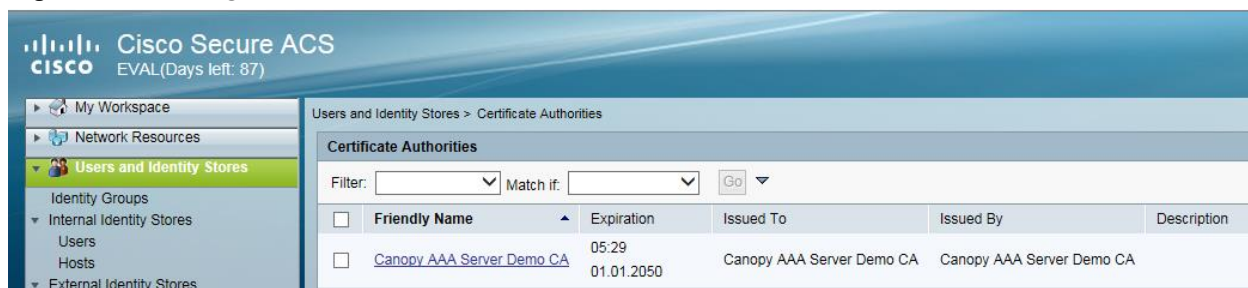 Cisco Secure ACS
CISCO
EVAL(Days left: 87)
My Workspace
Network Resources
Users and Identity Stores
Identity Groups
Internal Identity Stores
Users
Hosts
External Identity Stores
Users and Identity Stores > Certificate Authorities
Certificate Authorities
Filter: Match if: Go
Friendly Name Expiration Issued To Issued By Description
Canopy AAA Server Demo CA 05:29 01.01.2050 Canopy AAA Server Demo CA Canopy AAA Server Demo CA